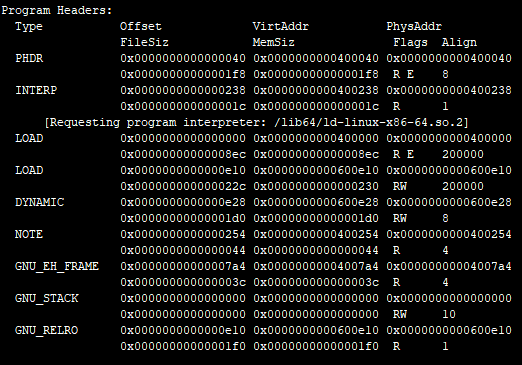 Program Headers:
  Type           Offset             VirtAddr           PhysAddr
                 FileSiz            MemSiz              Flags  Align
  PHDR           0x0000000000000040 0x0000000000400040 0x0000000000400040
                 0x00000000000001f8 0x00000000000001f8  R E    8
  INTERP         0x0000000000000238 0x0000000000400238 0x0000000000400238
                 0x000000000000001c 0x000000000000001c  R      1
      [Requesting program interpreter: /lib64/ld-linux-x86-64.so.2]
  LOAD           0x0000000000000000 0x0000000000400000 0x0000000000400000
                 0x00000000000008ec 0x00000000000008ec  R E    200000
  LOAD           0x0000000000000e10 0x0000000000600e10 0x0000000000600e10
                 0x000000000000022c 0x0000000000000230  RW     200000
  DYNAMIC        0x0000000000000e28 0x0000000000600e28 0x0000000000600e28
                 0x00000000000001d0 0x00000000000001d0  RW     8
  NOTE           0x0000000000000254 0x0000000000400254 0x0000000000400254
                 0x0000000000000044 0x0000000000000044  R      4
  GNU_EH_FRAME   0x00000000000007a4 0x00000000004007a4 0x00000000004007a4
                 0x000000000000003c 0x000000000000003c  R      4
  GNU_STACK      0x0000000000000000 0x0000000000000000 0x0000000000000000
                 0x0000000000000000 0x0000000000000000  RW     10
  GNU_RELRO      0x0000000000000e10 0x0000000000600e10 0x0000000000600e10
                 0x00000000000001f0 0x00000000000001f0  R      1